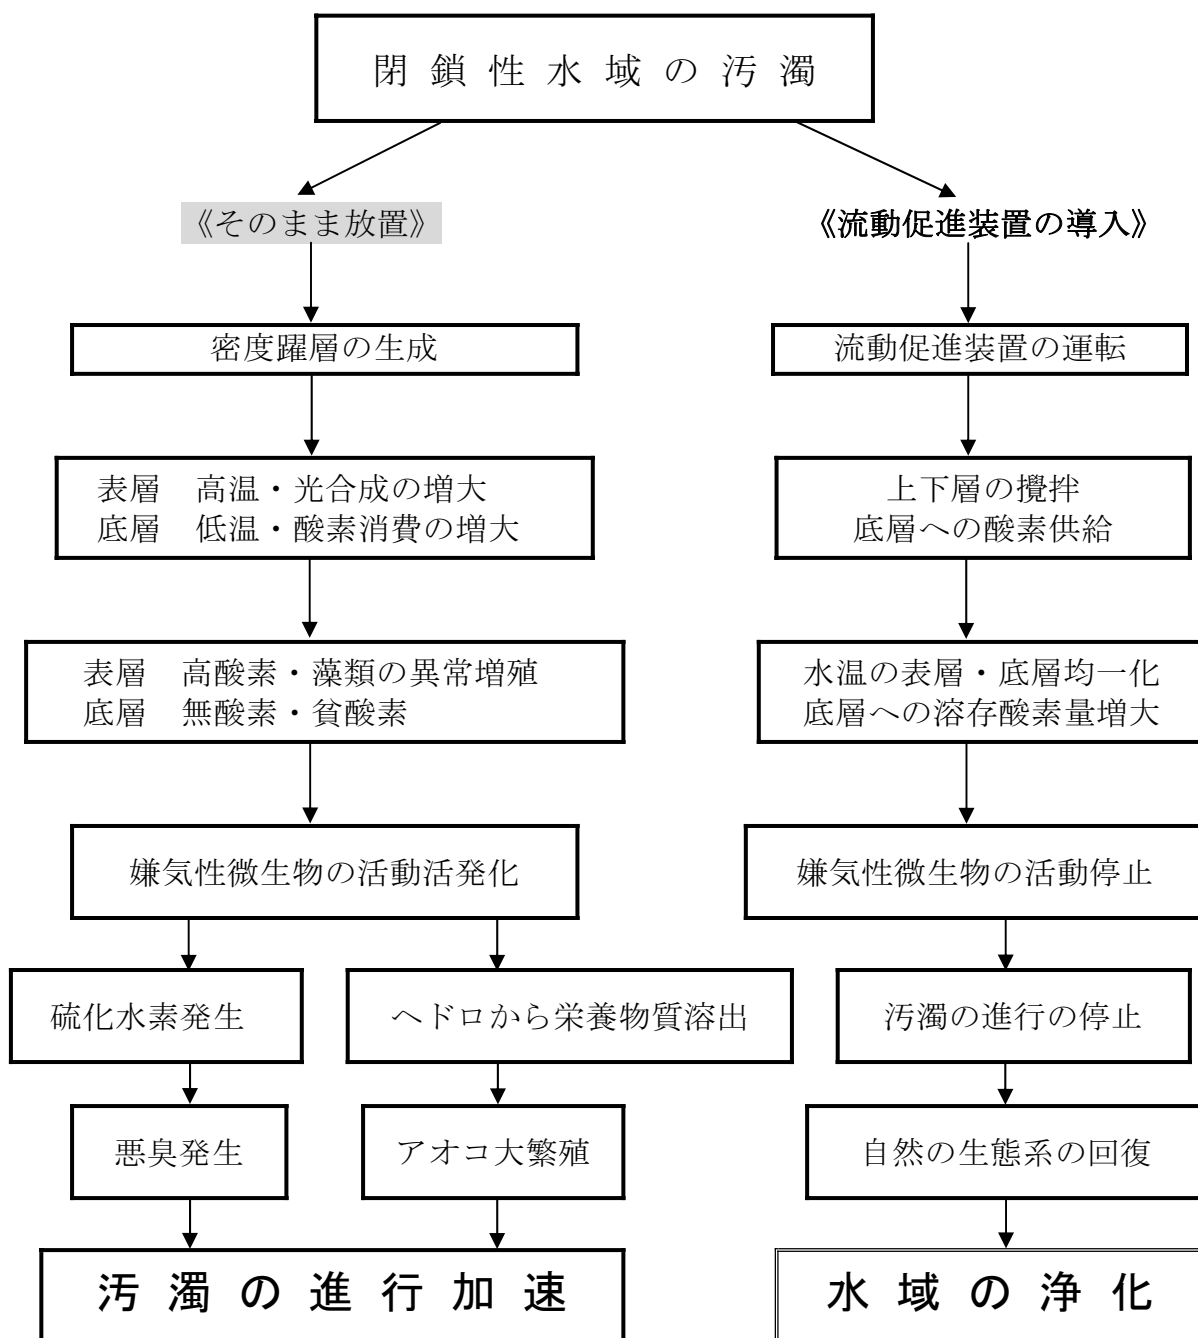 閉鎖性水域の汚濁
《そのまま放置》
《流動促進装置の導入》
密度躍層の生成
流動促進装置の運転
表層　高温・光合成の増大
底層　低温・酸素消費の増大
上下層の攪拌
底層への酸素供給
表層　高酸素・藻類の異常増殖
底層　無酸素・貧酸素
水温の表層・底層均一化
底層への溶存酸素量増大
嫌気性微生物の活動活発化
嫌気性微生物の活動停止
硫化水素発生
ヘドロから栄養物質溶出
汚濁の進行の停止
悪臭発生
アオコ大繁殖
自然の生態系の回復
汚濁の進行加速
水域の浄化